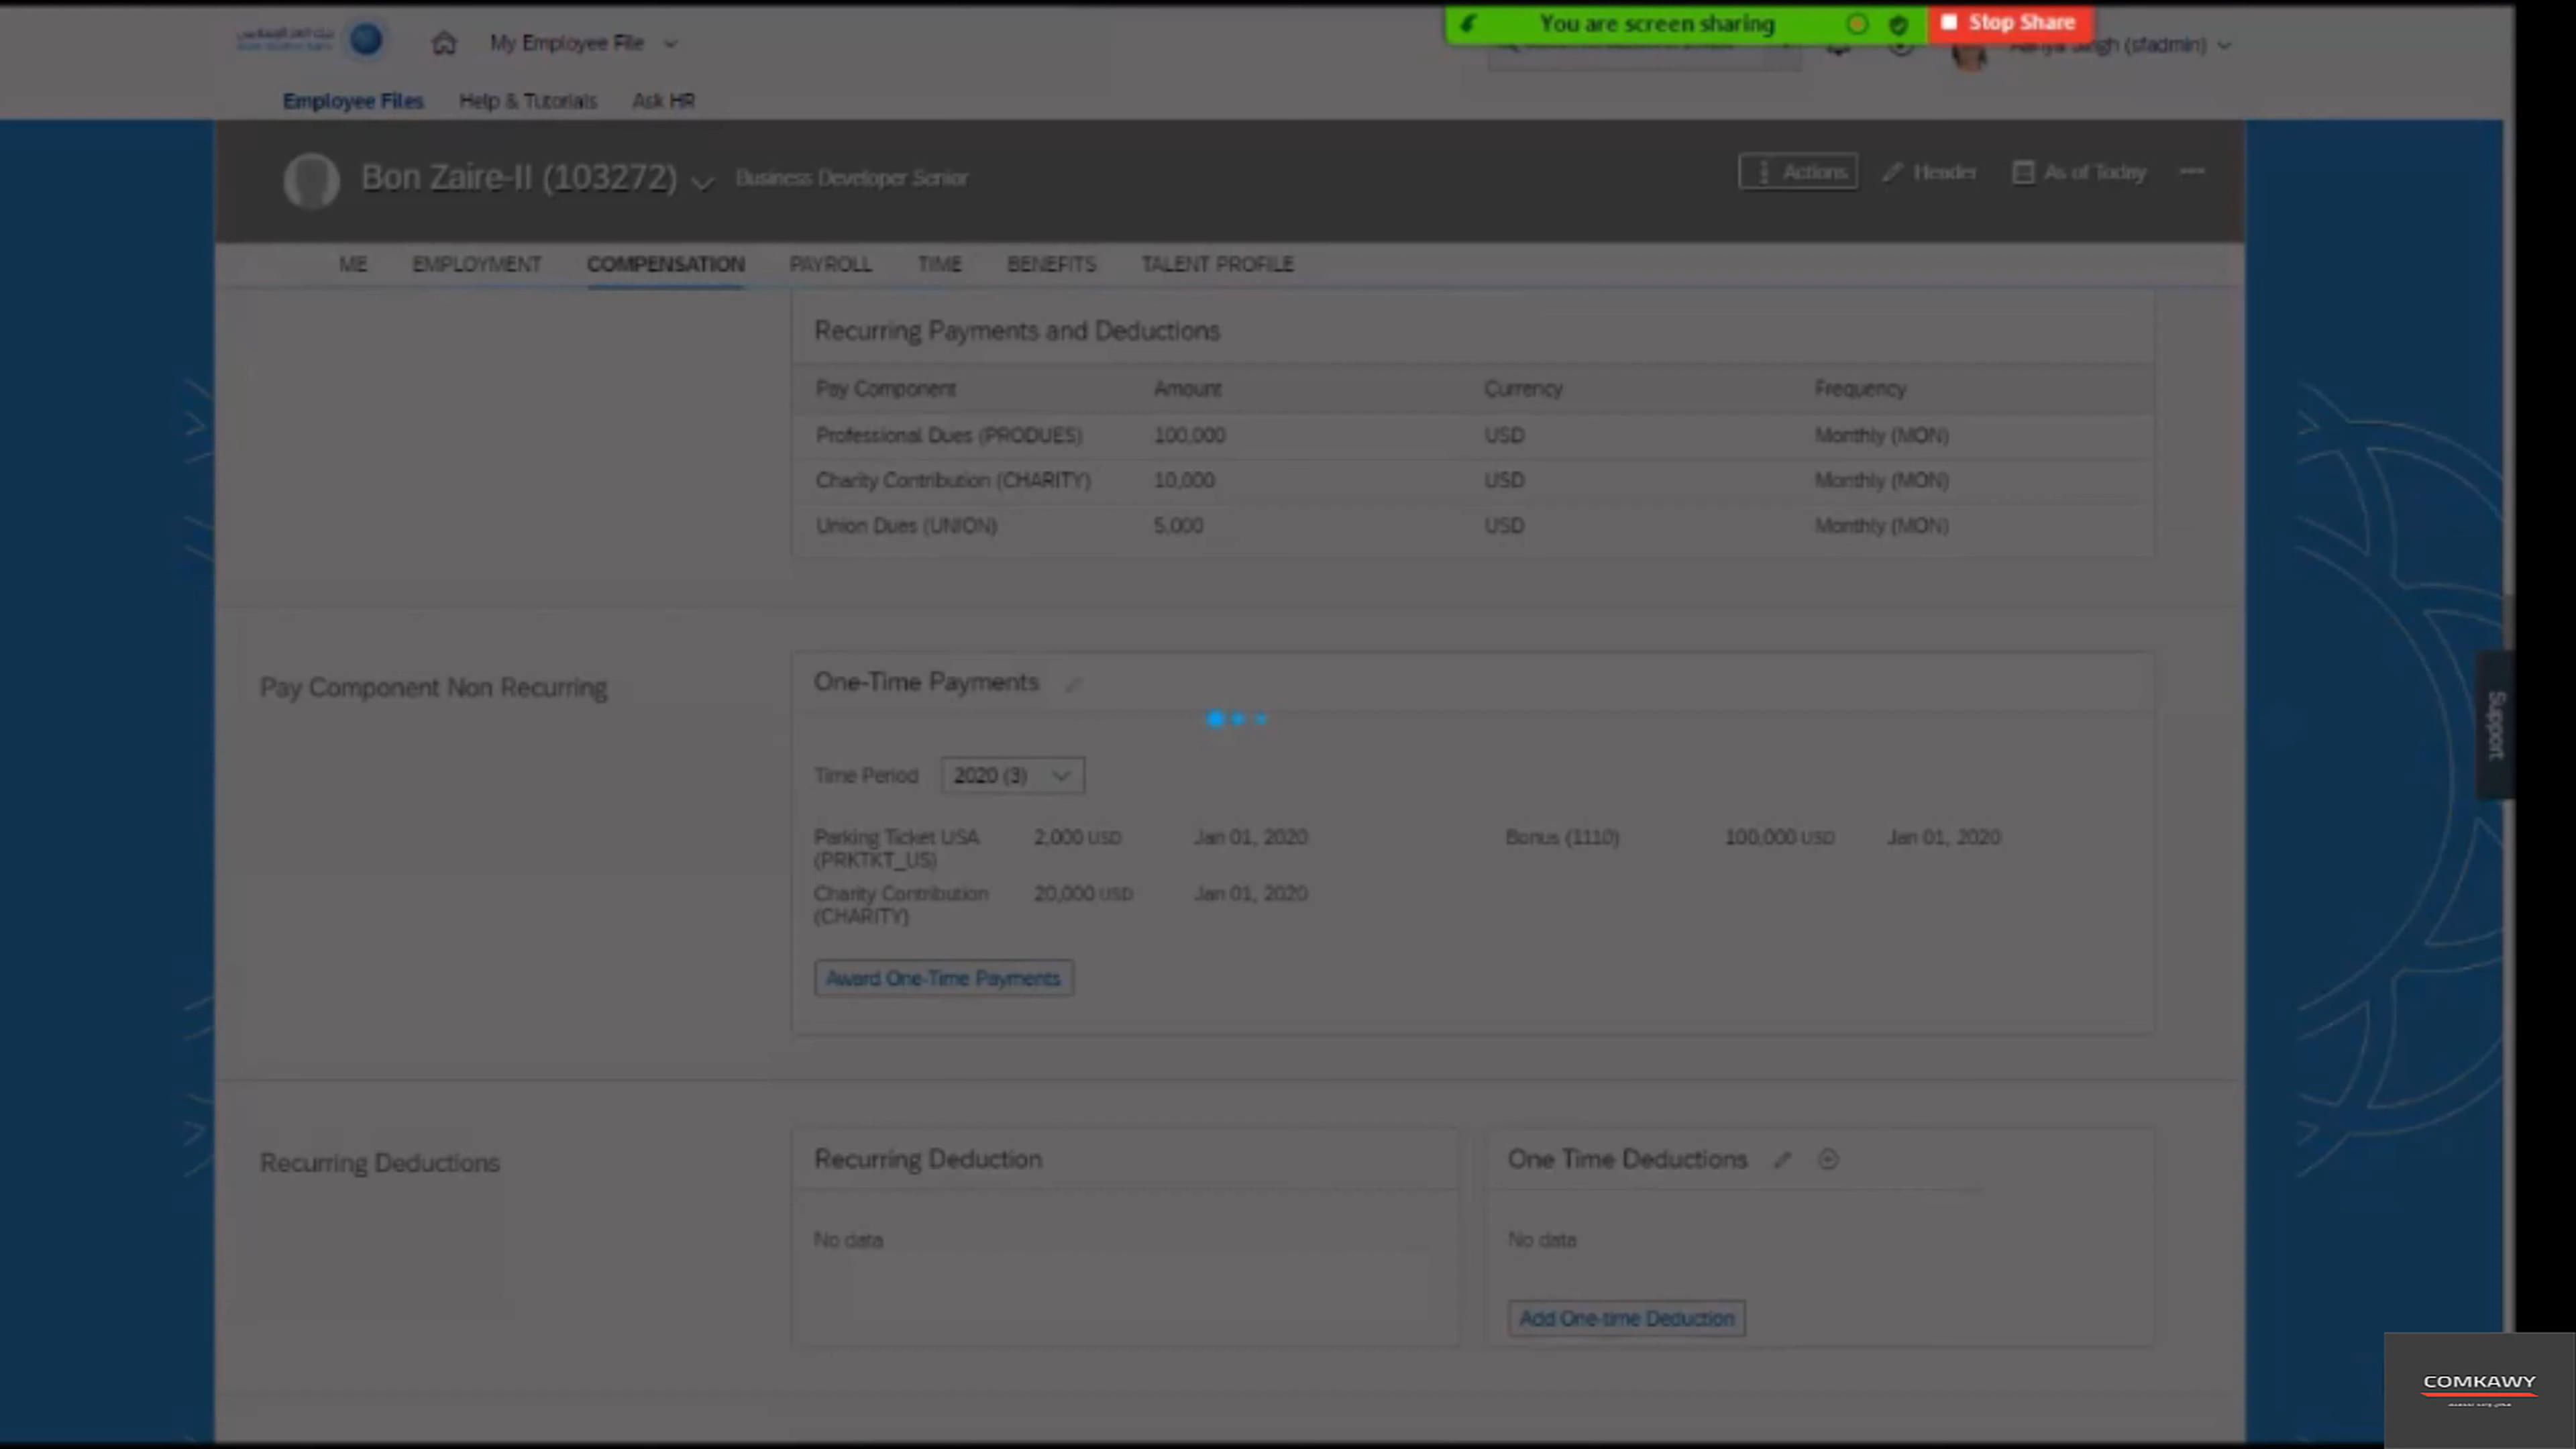 You are screen sharing
Stop Share
My Employee File
(sfadmin)
Employee Files Help & Tutorials Ask HR
Bon Zaire-II (103272) Business Developer Senior
Actions Header As of Today
ME EMPLOYMENT COMPENSATION PAYROLL TIME BENEFITS TALENT PROFILE
Recurring Payments and Deductions
Pay Component Amount Currency Frequency
Professional Dues (PRODUES) 100,000 USD Monthly (MON)
Charity Contribution (CHARITY) 10,000 USD Monthly (MON)
Union Dues (UNION) 5,000 USD Monthly (MON)
Pay Component Non Recurring
One-Time Payments
Time Period 2020 (3)
Parking Ticket USA 2,000 USD Jan 01, 2020 Bonus (1110) 100,000 USD Jan 01, 2020
(PRKTKT_US)
Charity Contribution 20,000 USD Jan 01, 2020
(CHARITY)
Award One-Time Payments
Support
Recurring Deductions
Recurring Deduction
One Time Deductions
No data
No data
Add One-time Deduction
COMKAWY